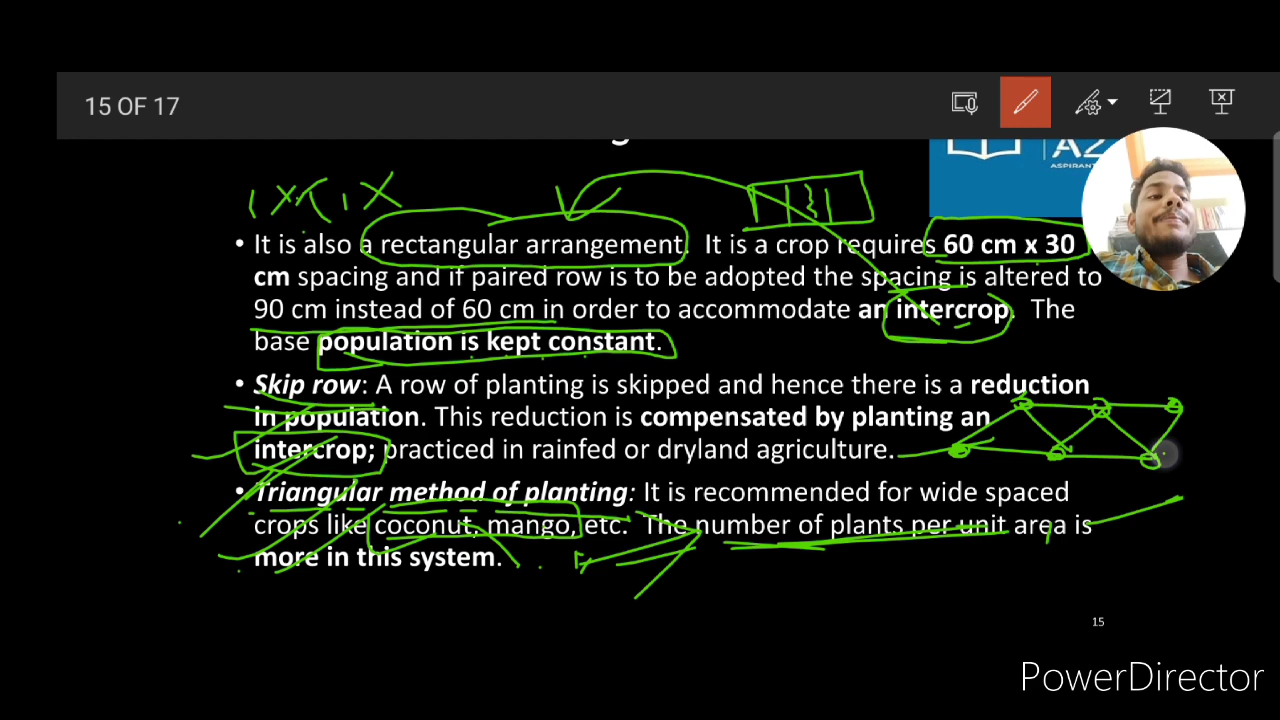 15 OF 17
AZ
ASPIRANT
• It is also a rectangular arrangement. It is a crop requires 60 cm x 30
cm spacing and if paired row is to be adopted the spacing is altered to
90 cm instead of 60 cm in order to accommodate an intercrop. The
base population is kept constant.
• Skip row: A row of planting is skipped and hence there is a reduction
in population. This reduction is compensated by planting an
intercrop; practiced in rainfed or dryland agriculture.
• Triangular method of planting: It is recommended for wide spaced
crops like coconut, mango, etc. The number of plants per unit area is
more in this system.
15
PowerDirector